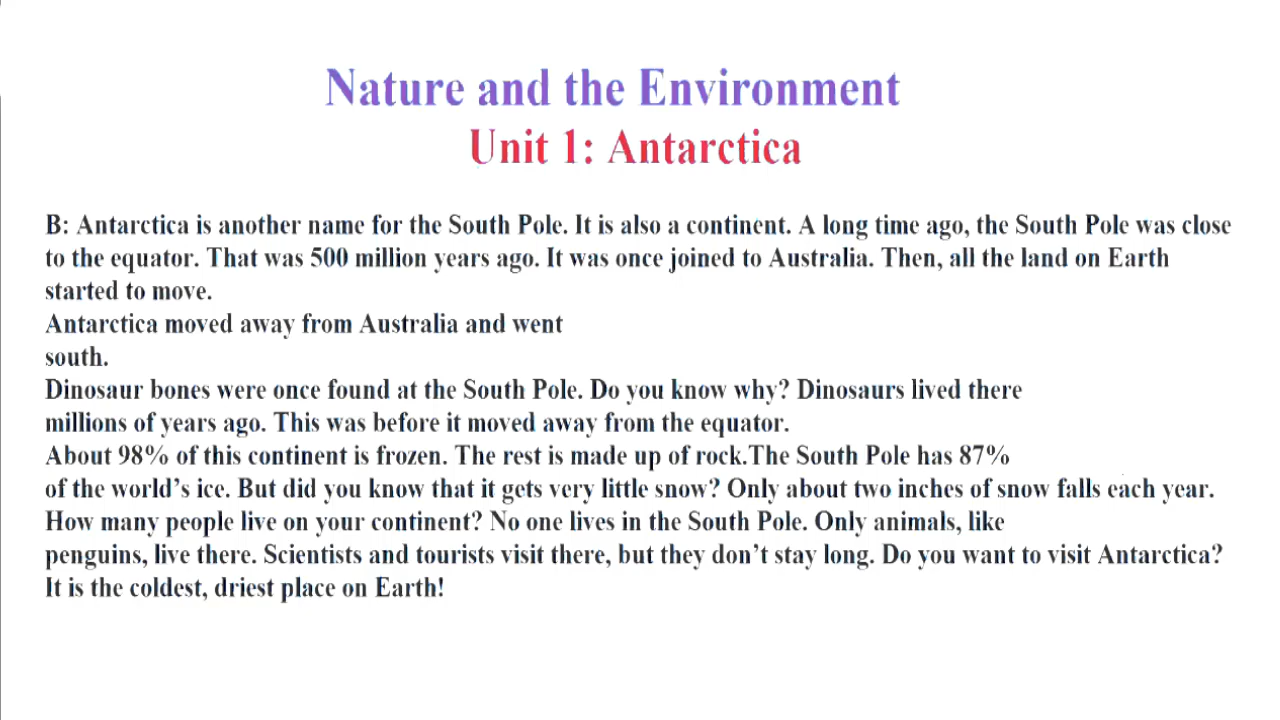 Nature and the Environment
Unit 1: Antarctica
B: Antarctica is another name for the South Pole. It is also a continent. A long time ago, the South Pole was close
to the equator. That was 500 million years ago. It was once joined to Australia. Then, all the land on Earth
started to move.
Antarctica moved away from Australia and went
south.
Dinosaur bones were once found at the South Pole. Do you know why? Dinosaurs lived there
millions of years ago. This was before it moved away from the equator.
About 98% of this continent is frozen. The rest is made up of rock.The South Pole has 87%
of the world’s ice. But did you know that it gets very little snow? Only about two inches of snow falls each year.
How many people live on your continent? No one lives in the South Pole. Only animals, like
penguins, live there. Scientists and tourists visit there, but they don’t stay long. Do you want to visit Antarctica?
It is the coldest, driest place on Earth!